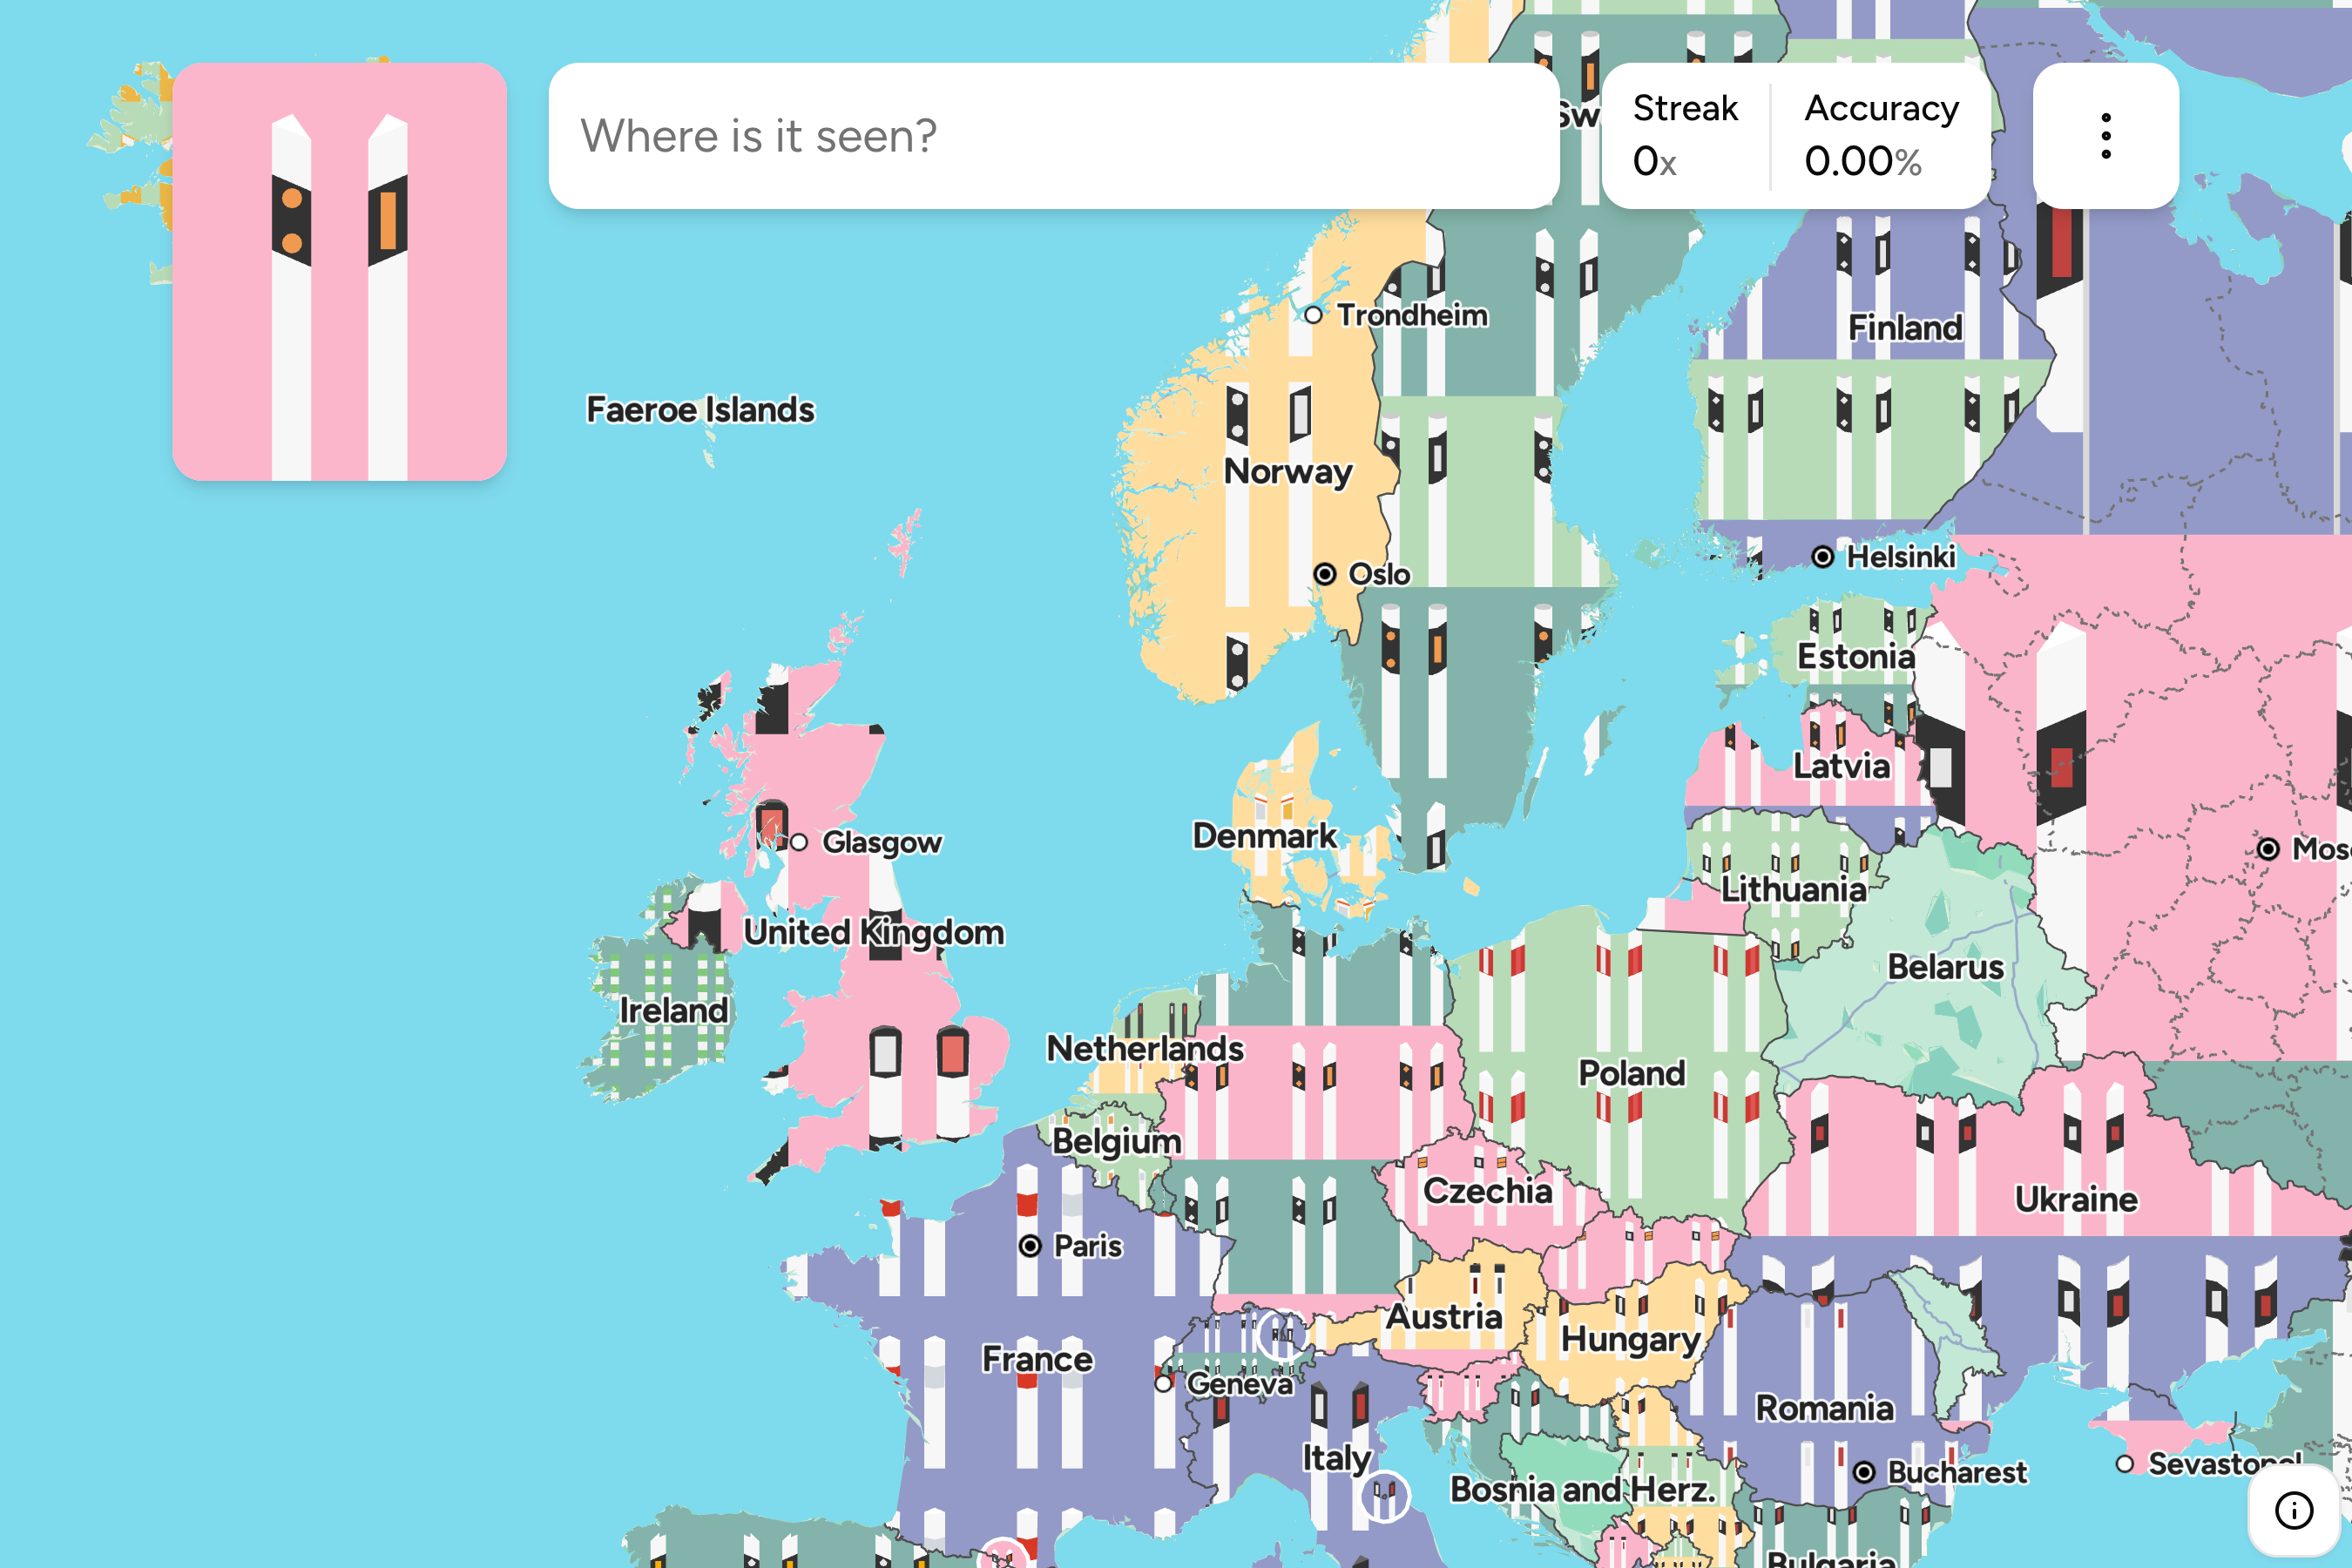 Where is it seen?
Streak
0x
Accuracy
0.00%
Sw
Trondheim
Finland
Faeroe Islands
Norway
Oslo
Helsinki
Estonia
Latvia
Denmark
Glasgow
Mos
Lithuania
United Kingdom
Belarus
Ireland
Netherlands
Poland
Belgium
Czechia
Ukraine
Paris
Austria
Hungary
France
Geneva
Romania
Italy
Sevastopol
Bosnia and Herz.
Bucharest
Bulgaria